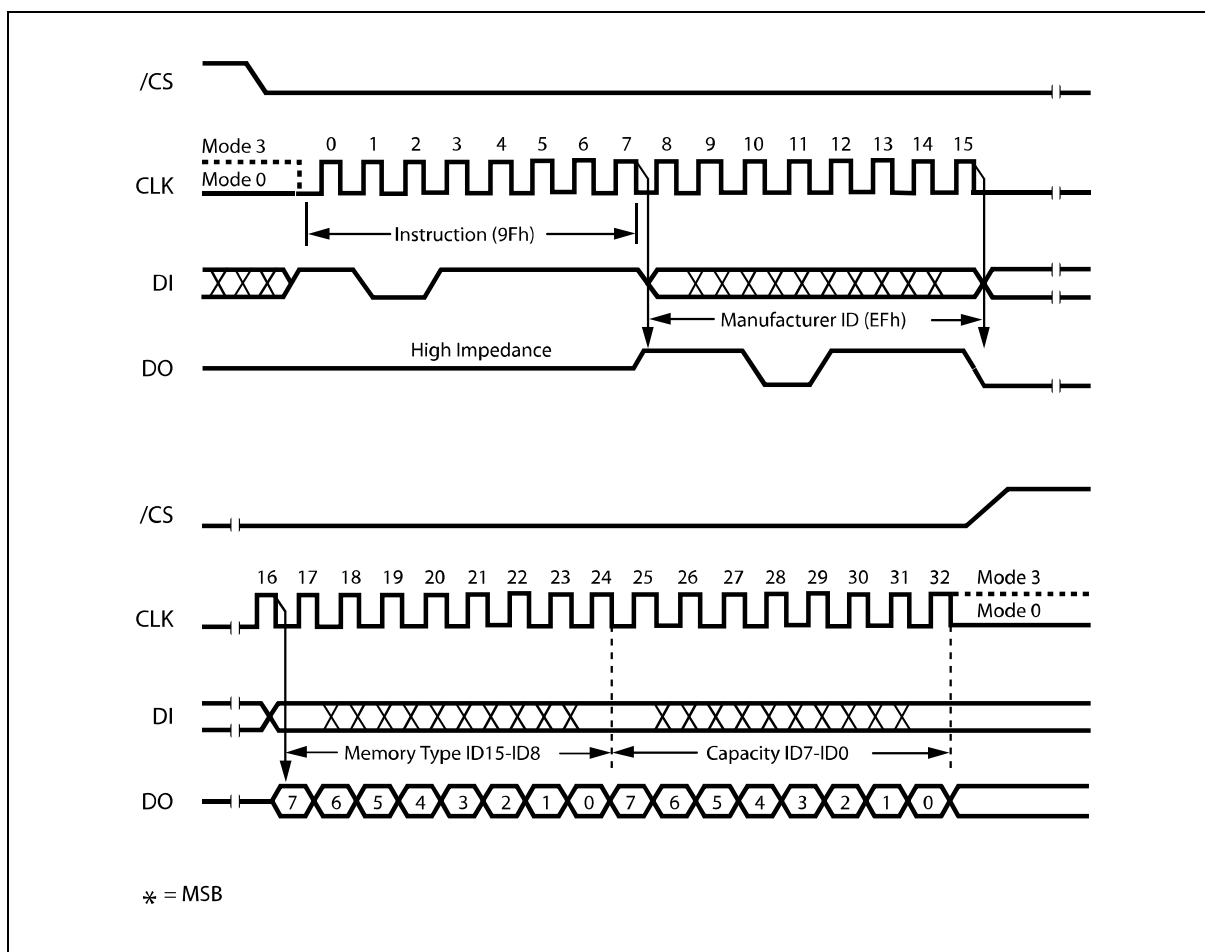 /CS
Mode 3
0 1 2 3 4 5 6 7 8 9 10 11 12 13 14 15
CLK
Mode 0
Instruction (9Fh)
DI
Manufacturer ID (EFh)
High Impedance
DO
/CS
16 17 18 19 20 21 22 23 24 25 26 27 28 29 30 31 32
Mode 3
CLK
Mode 0
DI
Memory Type ID15-ID8
Capacity ID7-ID0
DO
7 6 5 4 3 2 1 0 7 6 5 4 3 2 1 0
* = MSB